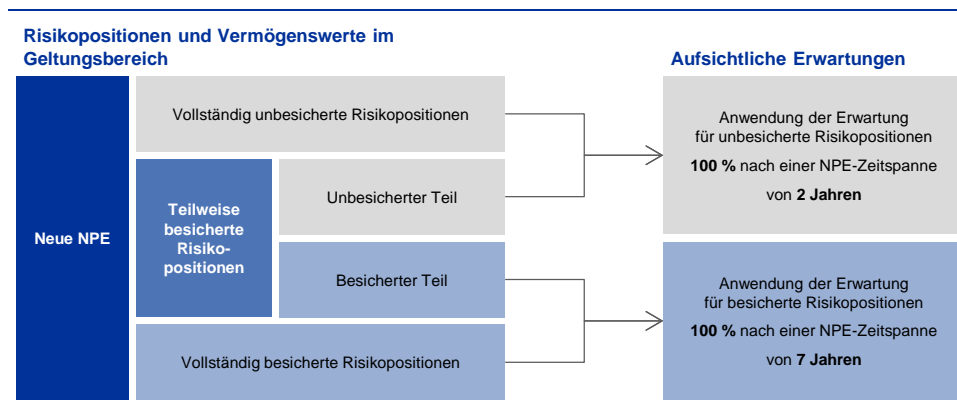 Risikopositionen und Vermögenswerte im
Geltungsbereich
Aufsichtliche Erwartungen
Neue NPE
Vollständig unbesicherte Risikopositionen
Teilweise
besicherte
Risiko-
positionen
Unbesicherter Teil
Besicherter Teil
Vollständig besicherte Risikopositionen
Anwendung der Erwartung
für unbesicherte Risikopositionen
100 % nach einer NPE-Zeitspanne
von 2 Jahren
Anwendung der Erwartung
für besicherte Risikopositionen
100 % nach einer NPE-Zeitspanne
von 7 Jahren